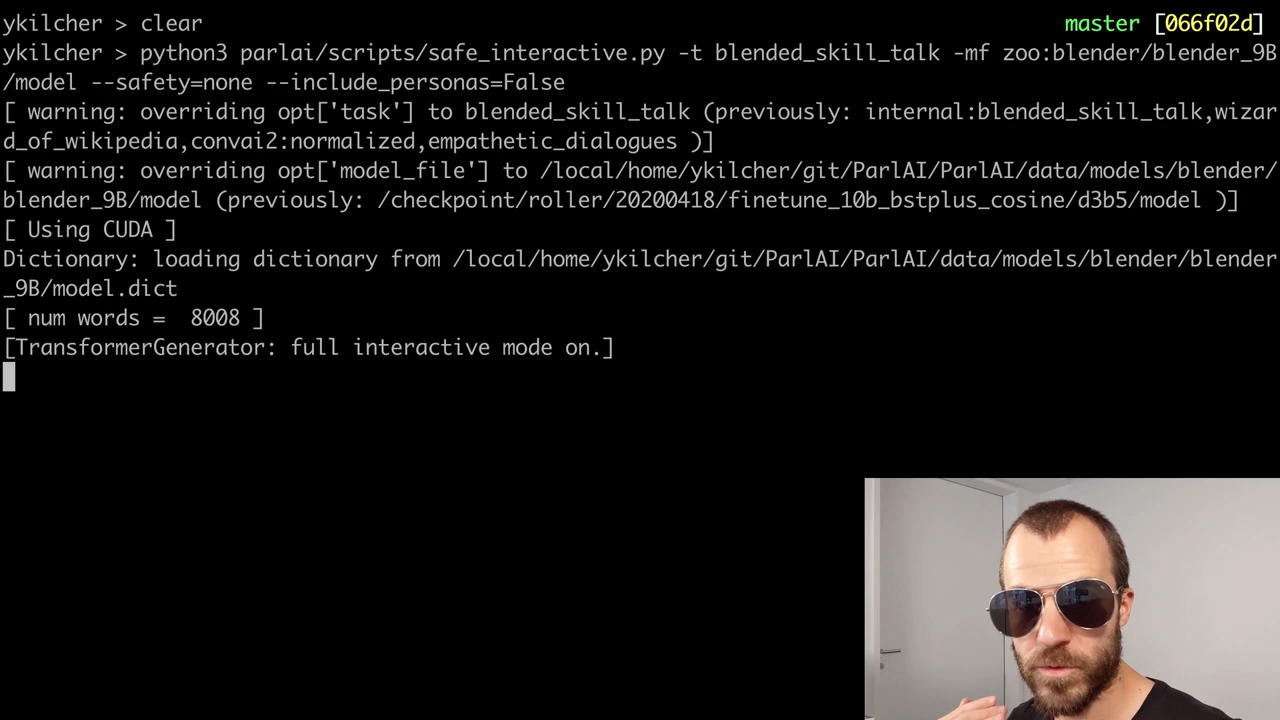 ykilcher > clear master [066f02d]
ykilcher > python3 parlai/scripts/safe_interactive.py -t blended_skill_talk -mf zoo:blender/blender_9B
/model --safety=none --include_personas=False
[ warning: overriding opt['task'] to blended_skill_talk (previously: internal:blended_skill_talk,wizar
d_of_wikipedia,convai2:normalized,empathetic_dialogues )]
[ warning: overriding opt['model_file'] to /local/home/ykilcher/git/ParlAI/ParlAI/data/models/blender/
blender_9B/model (previously: /checkpoint/roller/20200418/finetune_10b_bstplus_cosine/d3b5/model )]
[ Using CUDA ]
Dictionary: loading dictionary from /local/home/ykilcher/git/ParlAI/ParlAI/data/models/blender/blender
_9B/model.dict
[ num words =  8008 ]
[TransformerGenerator: full interactive mode on.]